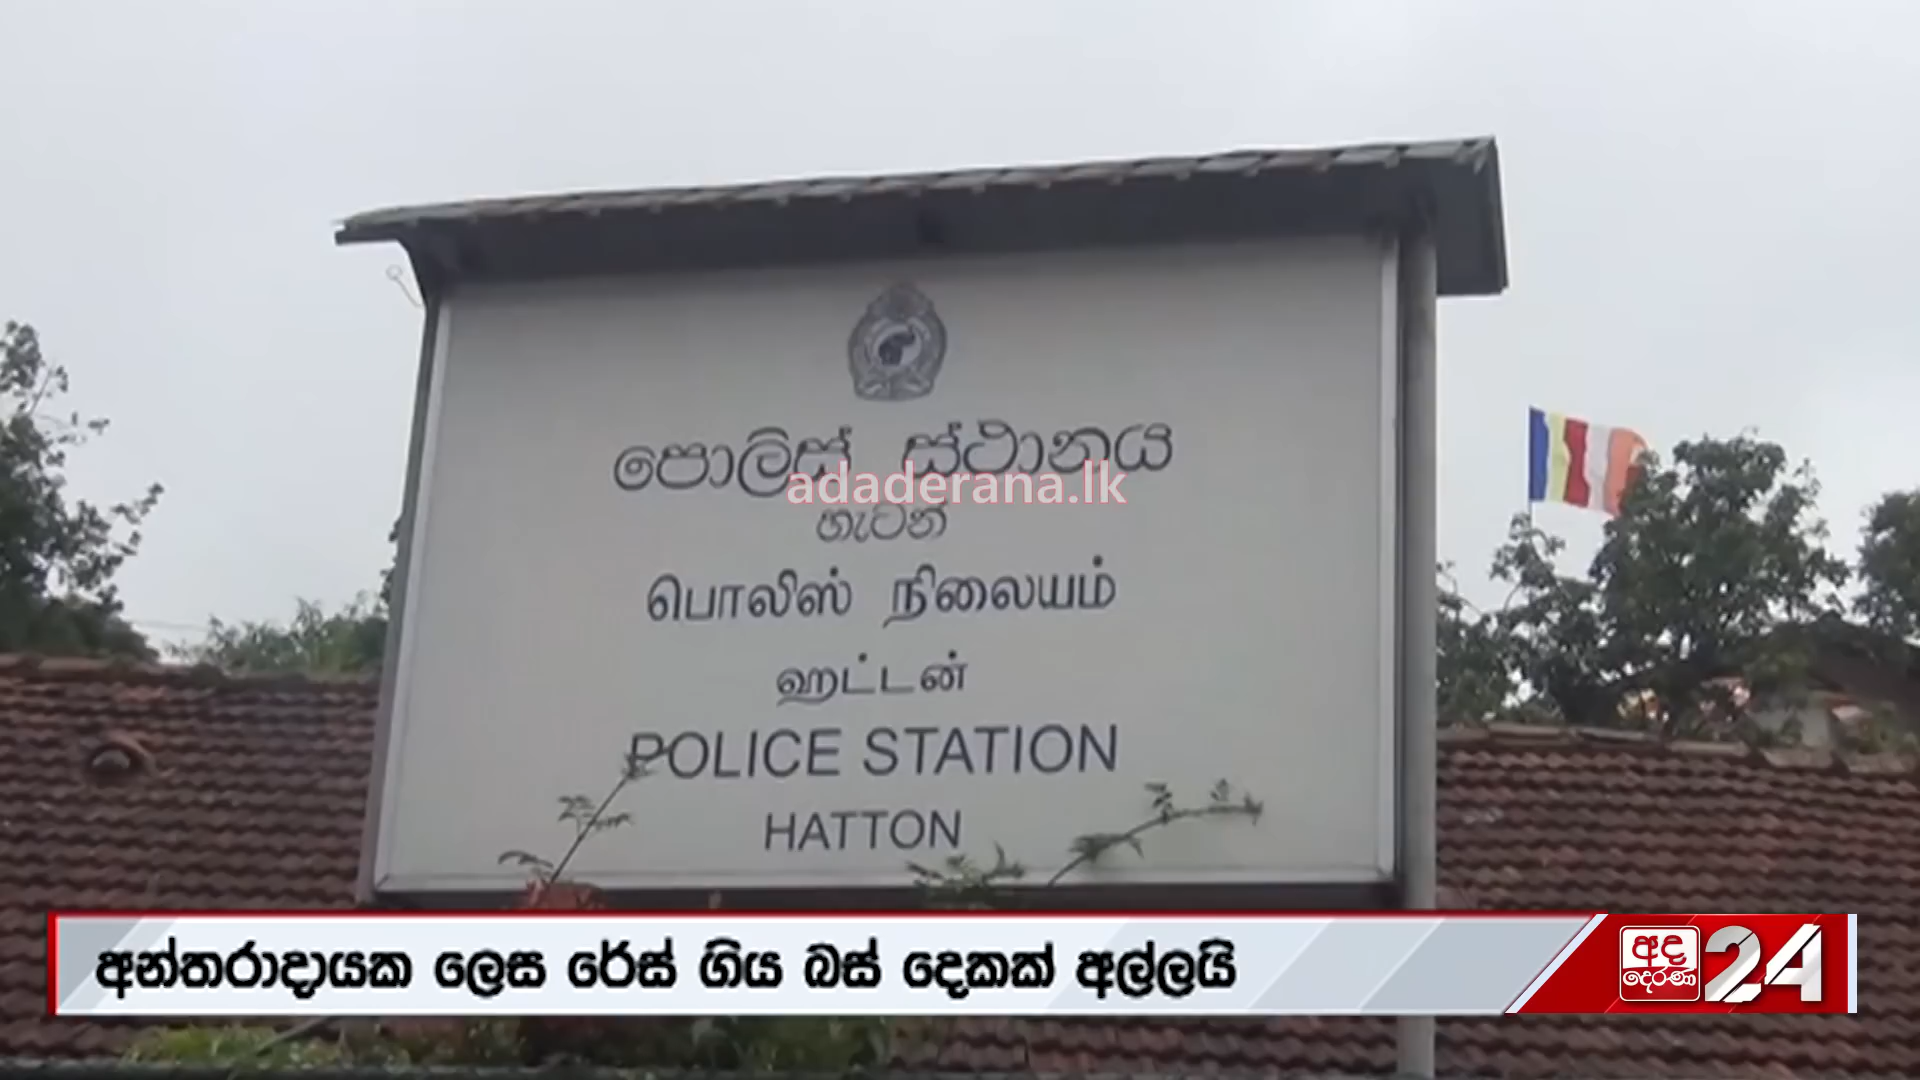 පොලිස් ස්ථානය
adaderana.lk
හැටන්
பொலிஸ் நிலையம்
ஹட்டன்
POLICE STATION
HATTON
අන්තරාදායක ලෙස රේස් ගිය බස් දෙකක් අල්ලයි
අද
දෙරණ
24